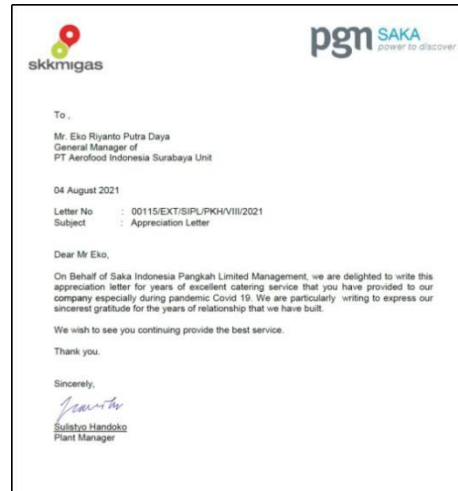 skkmigas
pgn SAKA
power to discover
To ,
Mr. Eko Riyanto Putra Daya
General Manager of
PT Aerofood Indonesia Surabaya Unit
04 August 2021
Letter No : 00115/EXT/SIPL/PKH/VIII/2021
Subject : Appreciation Letter
Dear Mr Eko,
On Behalf of Saka Indonesia Pangkah Limited Management, we are delighted to write this
appreciation letter for years of excellent catering service that you have provided to our
company especially during pandemic Covid 19. We are particularly writing to express our
sincerest gratitude for the years of relationship that we have built.
We wish to see you continuing provide the best service.
Thank you.
Sincerely,
Sulistyo Handoko
Plant Manager